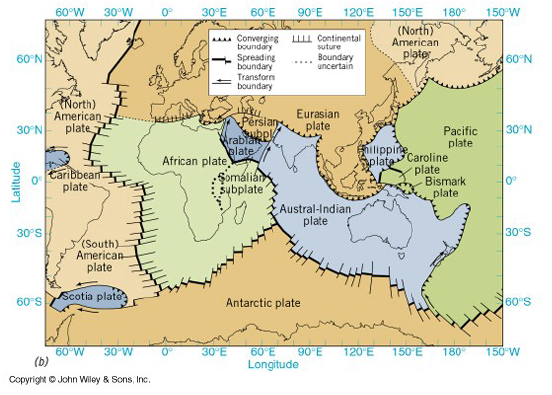 60°W 30°W 0° 30°E 60°E 90°E 120°E 150°E 180° 150°W
Converging
boundary
Spreading
boundary
Transform
boundary
Continental
suture
Boundary
uncertain
(North)
American
plate
60°N
60°N
Eurasian
plate
(North)
American
plate
Persian
subpl.
Arabian
plate
Pacific
plate
30°N
30°N
African plate
Philippine
plate
Caroline
plate
Caribbean
plate
Somalian
subplate
Bismark
plate
0°
0°
Latitude
Austral-Indian
plate
30°S
30°S
(South)
American
plate
Scotia plate
Antarctic plate
60°S
60°S
60°W 30°W 0° 30°E 60°E 90°E 120°E 150°E 180° 150°W
(b)
Longitude
Copyright © John Wiley & Sons, Inc.